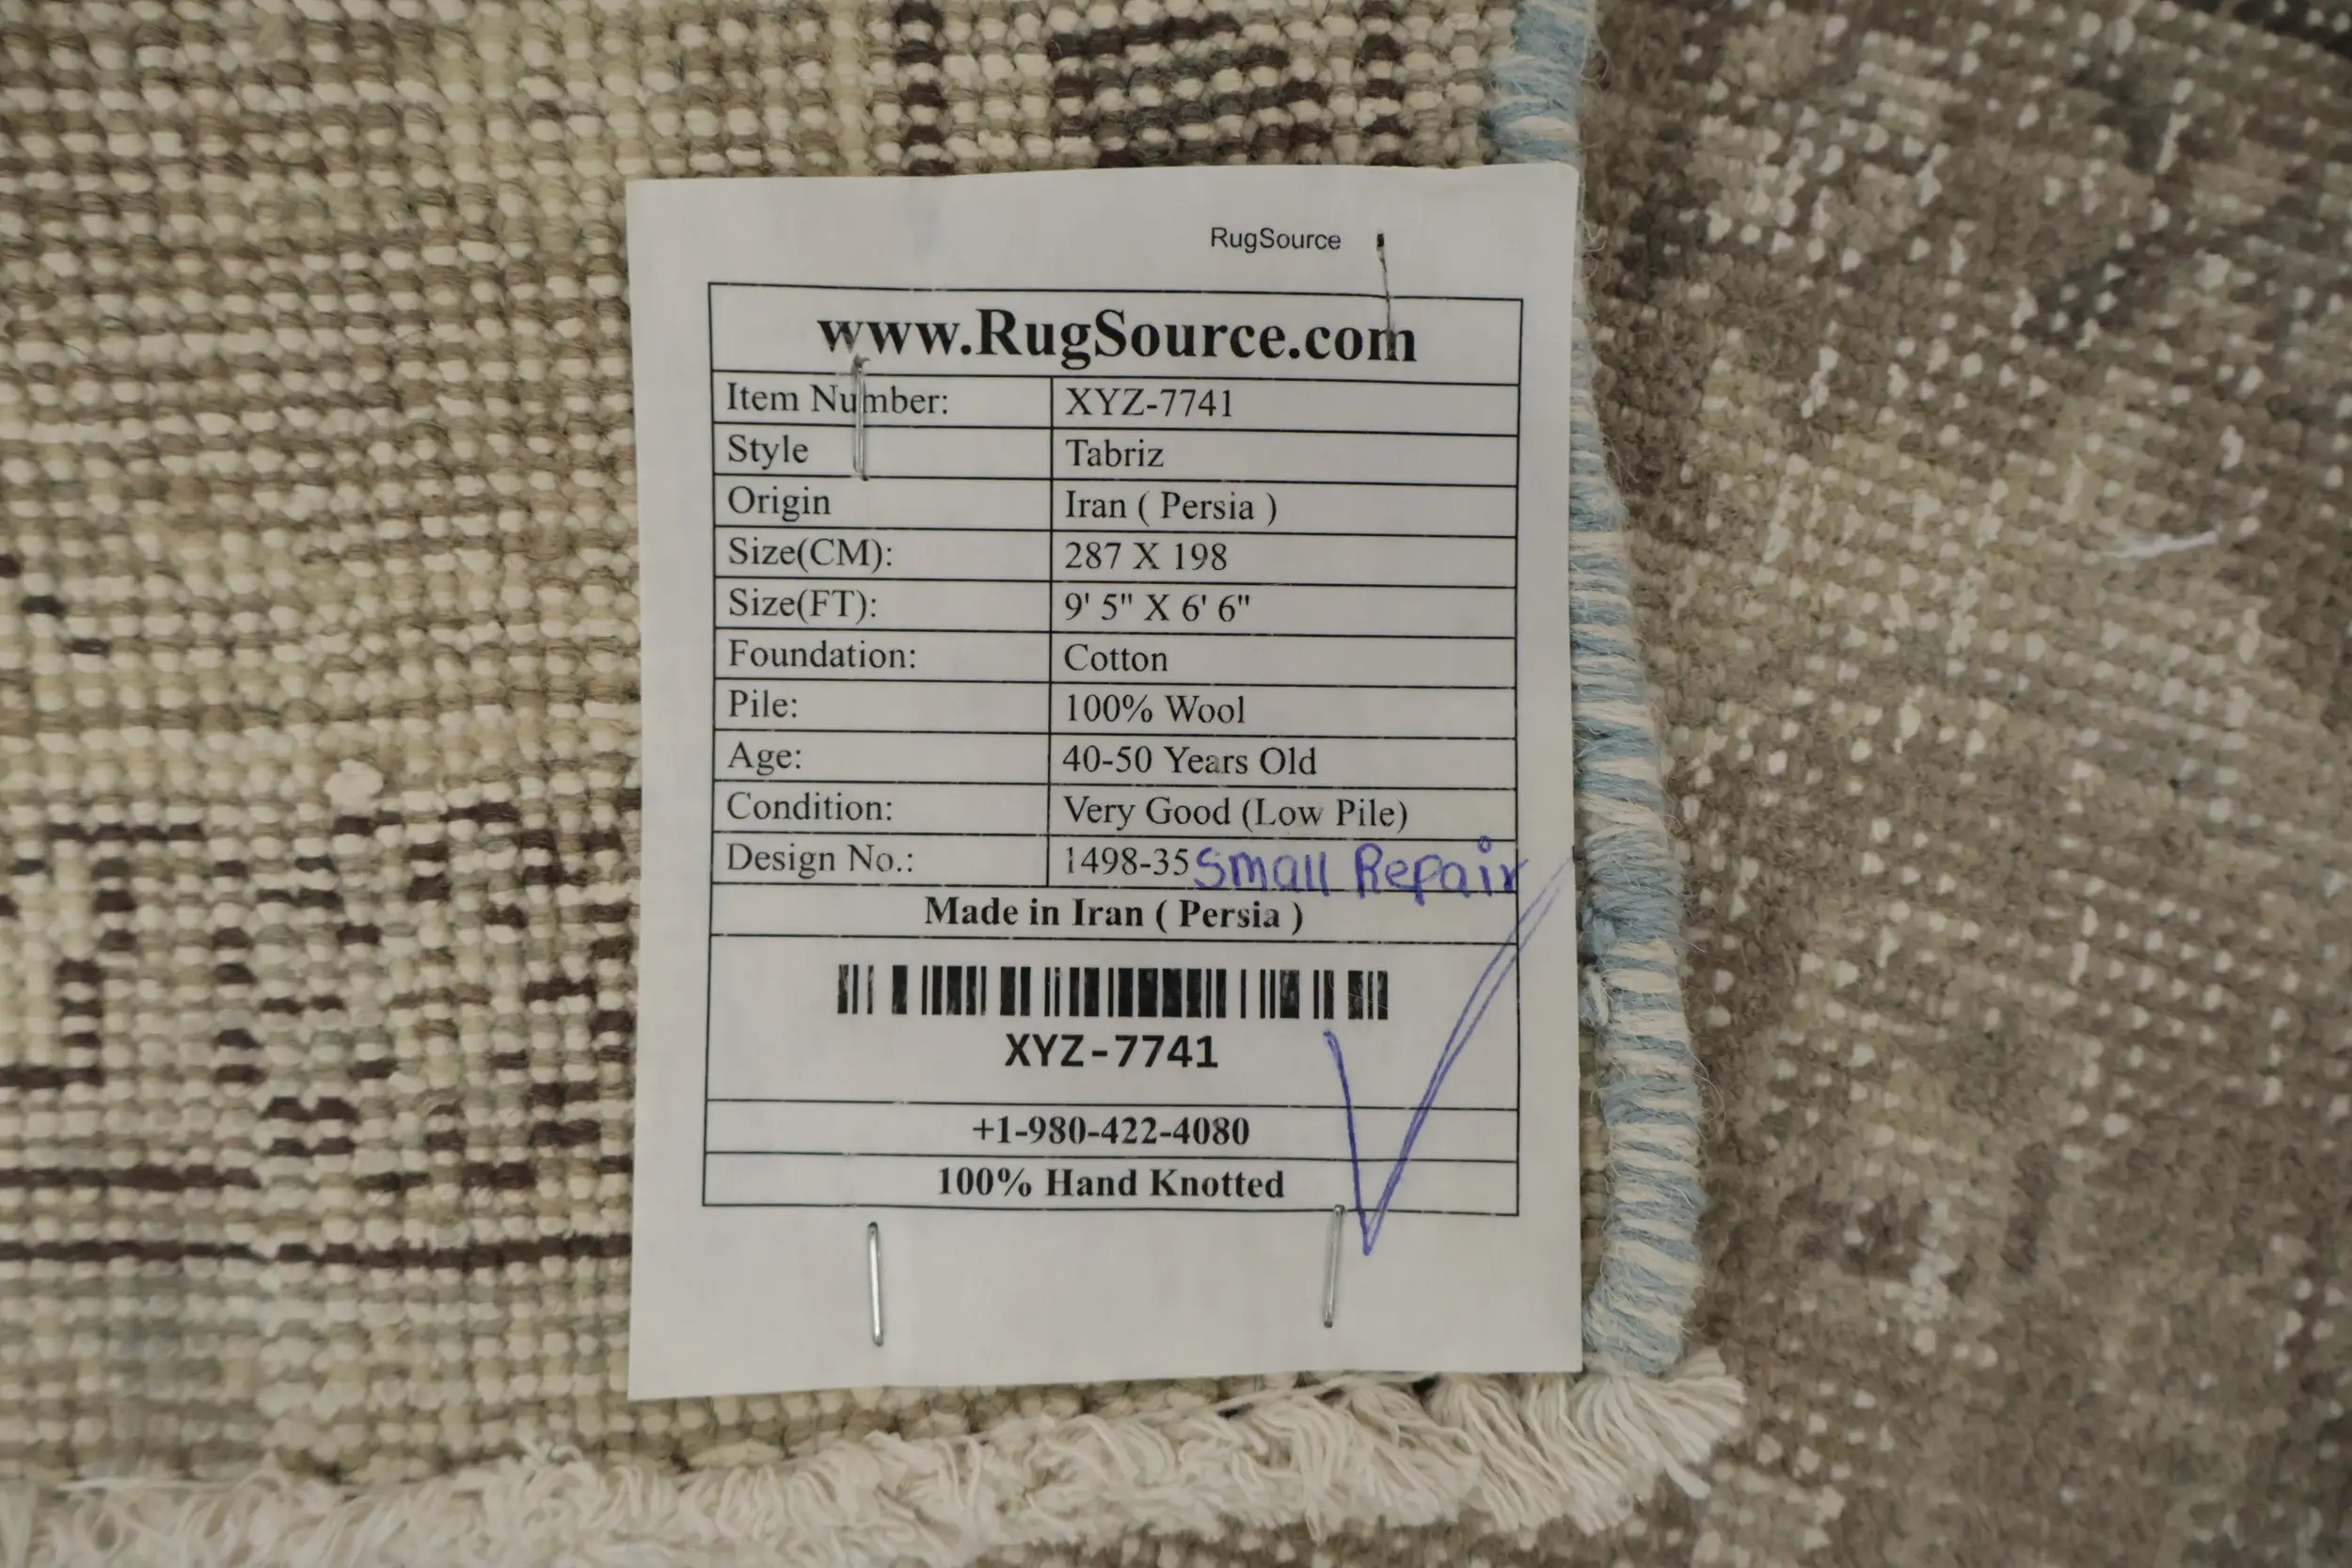 RugSource
www.RugSource.com
Item Number: XYZ-7741
Style Tabriz
Origin Iran ( Persia )
Size(CM): 287 X 198
Size(FT): 9' 5" X 6' 6"
Foundation: Cotton
Pile: 100% Wool
Age: 40-50 Years Old
Condition: Very Good (Low Pile)
Design No.: 1498-35 Small Repair
Made in Iran ( Persia )
XYZ-7741
+1-980-422-4080
100% Hand Knotted